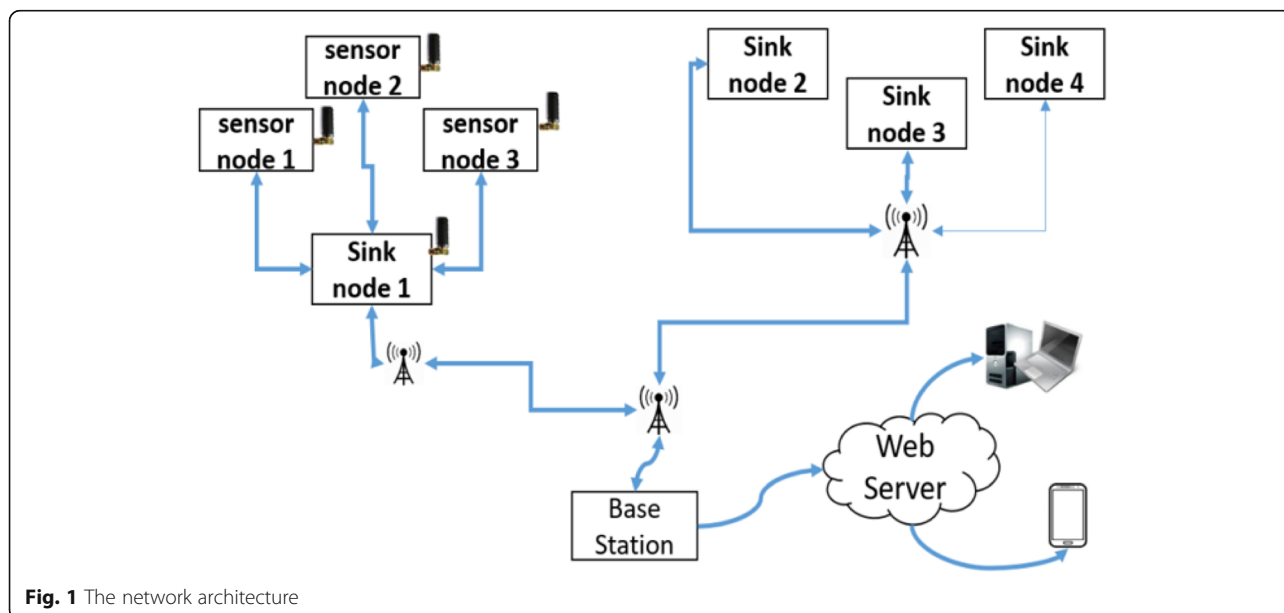 sensor
node 2
sensor
node 1
sensor
node 3
Sink
node 1
Sink
node 2
Sink
node 3
Sink
node 4
Web
Server
Base
Station
Fig. 1 The network architecture